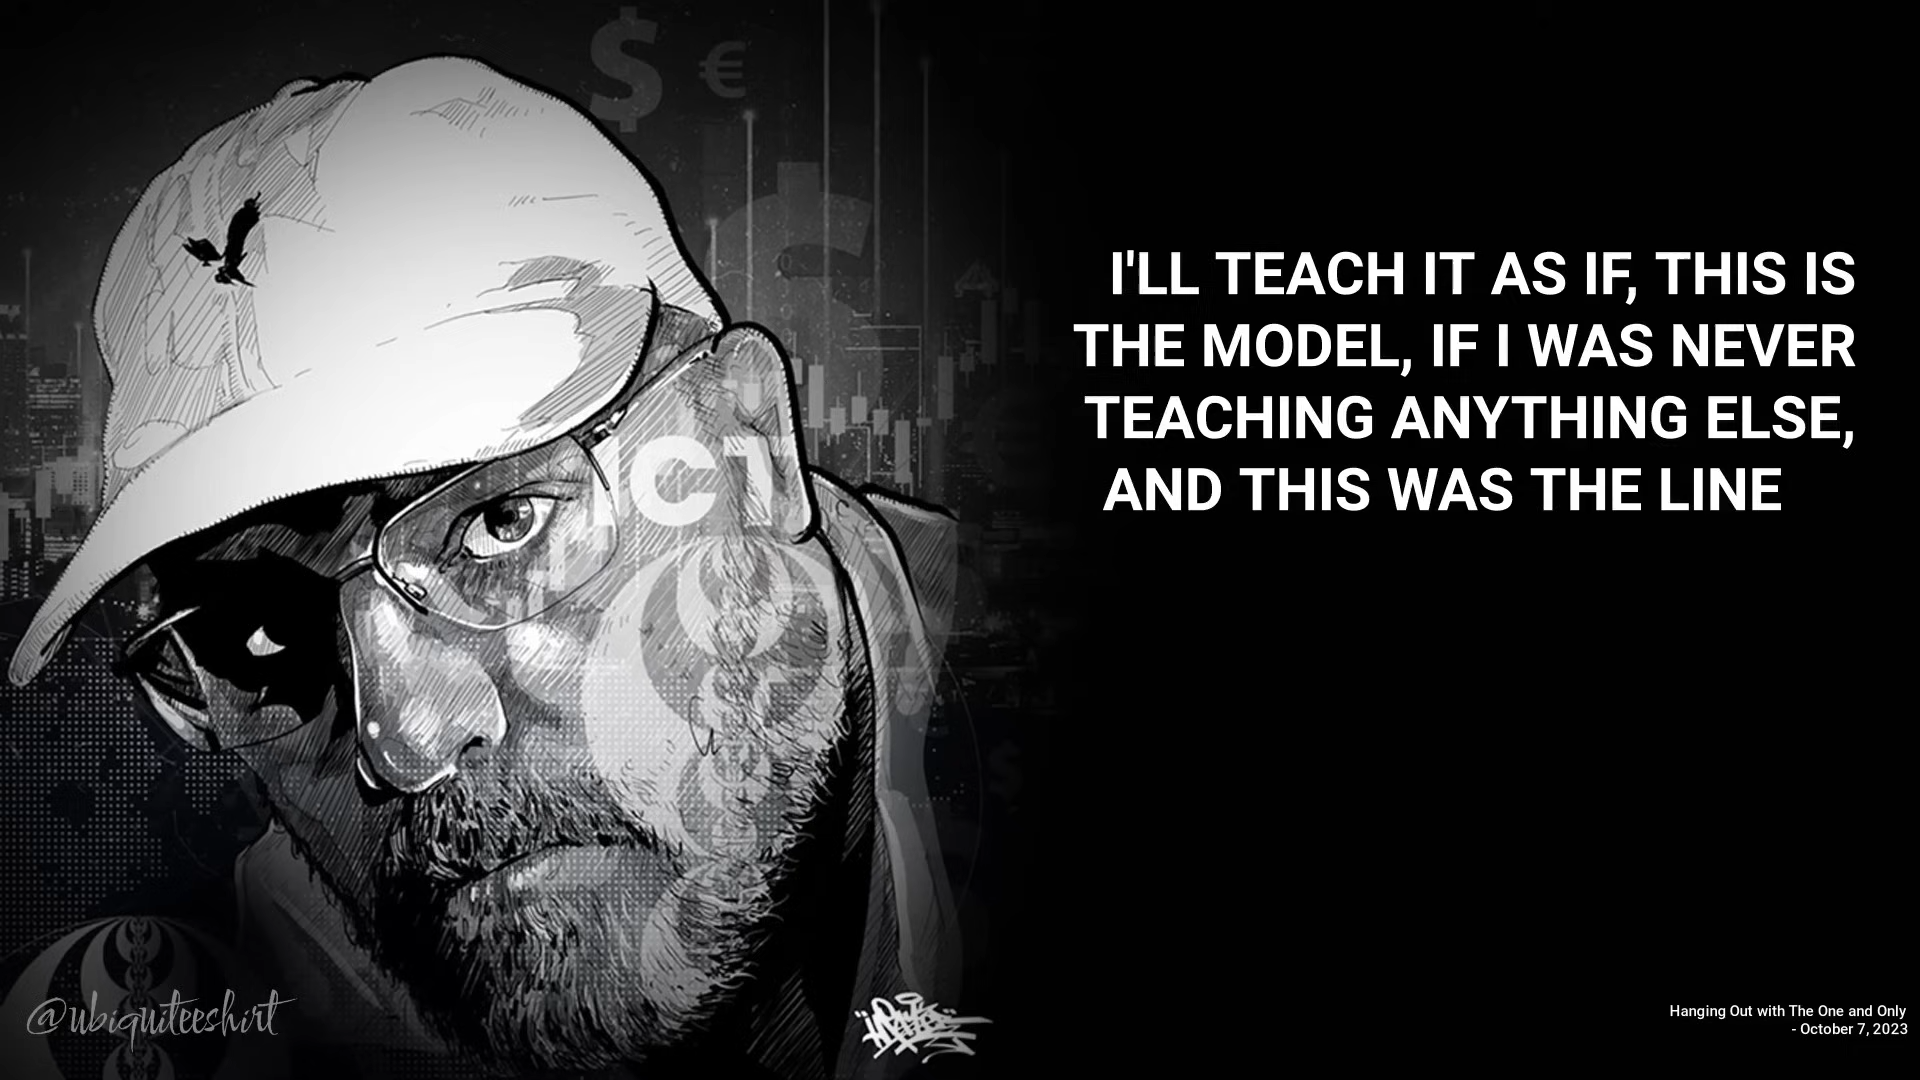 $ €
I'LL TEACH IT AS IF, THIS IS
THE MODEL, IF I WAS NEVER
TEACHING ANYTHING ELSE,
AND THIS WAS THE LINE
ICT
@ubiquiteeshirt
Hanging Out with The One and Only
- October 7, 2023